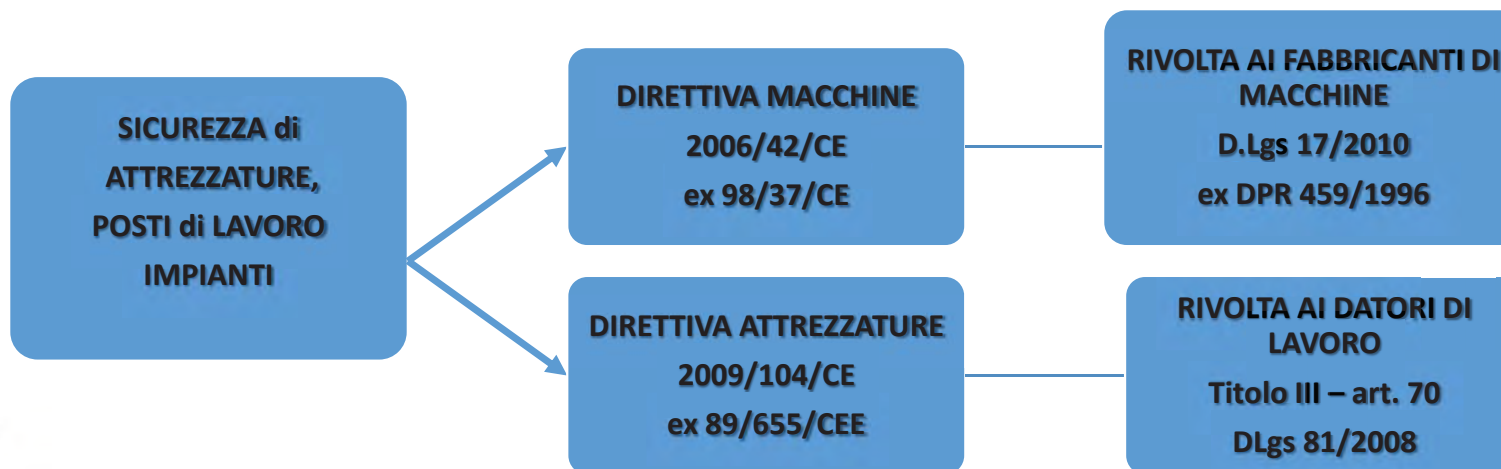 SICUREZZA di
ATTREZZATURE,
POSTI di LAVORO
IMPIANTI
DIRETTIVA MACCHINE
2006/42/CE
ex 98/37/CE
RIVOLTA AI FABBRICANTI DI
MACCHINE
D.Lgs 17/2010
ex DPR 459/1996
DIRETTIVA ATTREZZATURE
2009/104/CE
ex 89/655/CEE
RIVOLTA AI DATORI DI
LAVORO
Titolo III – art. 70
DLgs 81/2008